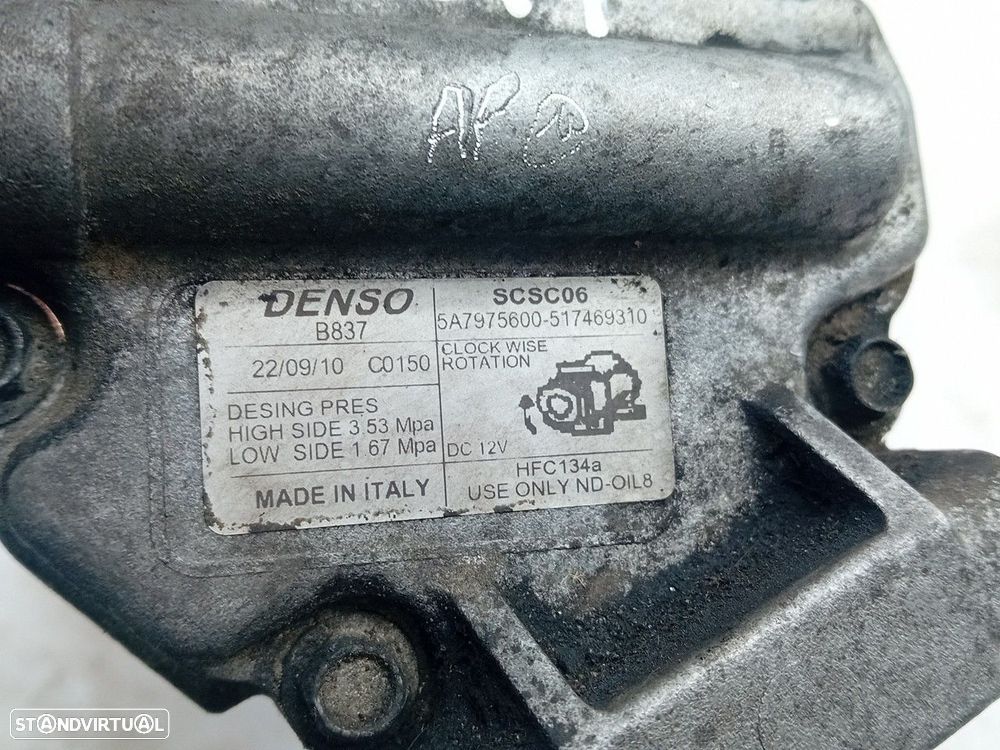 AP
DENSO
B837
22/09/10 C0150
DESING PRES
HIGH SIDE 3,53 Mpa
LOW SIDE 1 67 Mpa
MADE IN ITALY
SCSC06
5A7975600-517469310
CLOCK WISE
ROTATION
DC 12V
HFC134a
USE ONLY ND-OIL8
STANDVIRTUAL